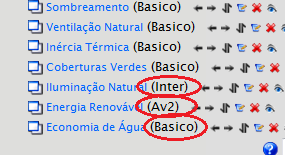 Sombreamento (Basico)
Ventilação Natural (Basico)
Inércia Térmica (Basico)
Coberturas Verdes (Basico)
Iluminação Natural (Inter)
Energia Renovável (Av2)
Economia de Água (Basico)